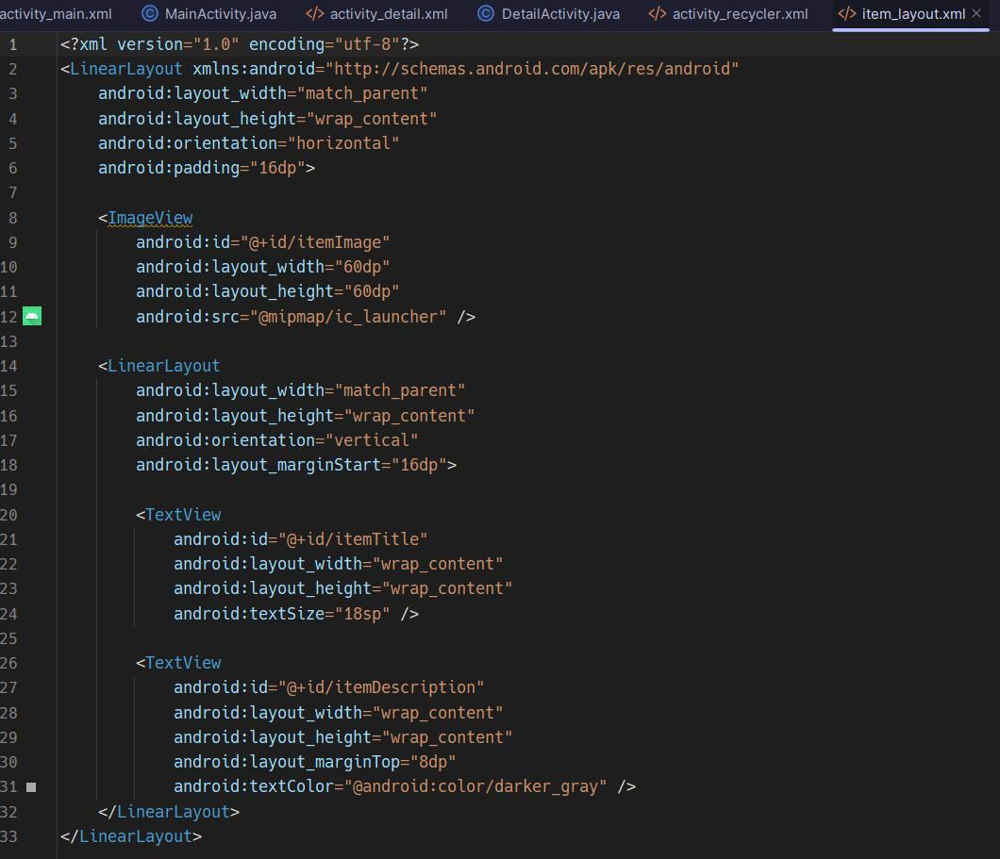 activity_main.xml MainActivity.java activity_detail.xml DetailActivity.java activity_recycler.xml item_layout.xml
1 <?xml version="1.0" encoding="utf-8"?>
2 <LinearLayout xmlns:android="http://schemas.android.com/apk/res/android"
3     android:layout_width="match_parent"
4     android:layout_height="wrap_content"
5     android:orientation="horizontal"
6     android:padding="16dp">
7
8     <ImageView
9         android:id="@+id/itemImage"
10         android:layout_width="60dp"
11         android:layout_height="60dp"
12         android:src="@mipmap/ic_launcher" />
13
14     <LinearLayout
15         android:layout_width="match_parent"
16         android:layout_height="wrap_content"
17         android:orientation="vertical"
18         android:layout_marginStart="16dp">
19
20         <TextView
21             android:id="@+id/itemTitle"
22             android:layout_width="wrap_content"
23             android:layout_height="wrap_content"
24             android:textSize="18sp" />
25
26         <TextView
27             android:id="@+id/itemDescription"
28             android:layout_width="wrap_content"
29             android:layout_height="wrap_content"
30             android:layout_marginTop="8dp"
31             android:textColor="@android:color/darker_gray" />
32     </LinearLayout>
33 </LinearLayout>